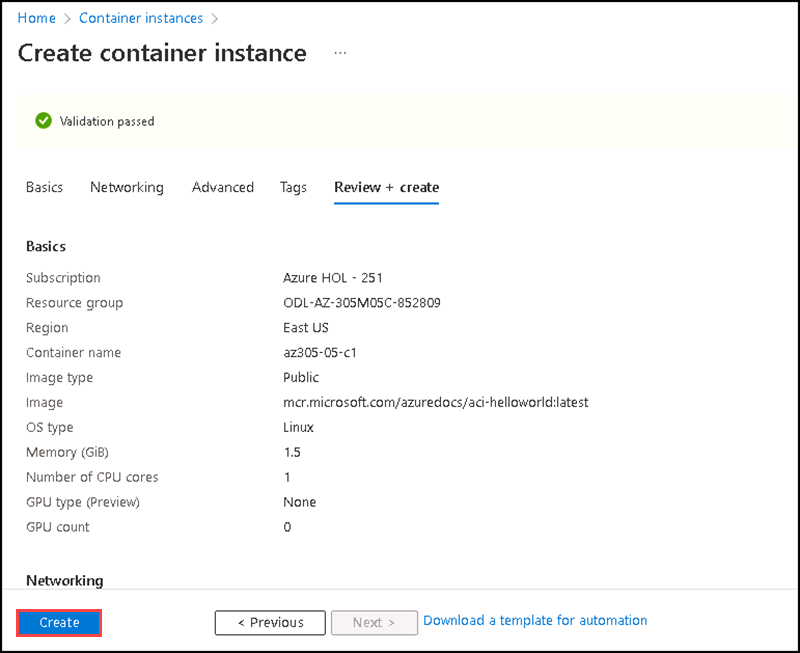 Home > Container instances >
Create container instance ...
Validation passed
Basics Networking Advanced Tags Review + create
Basics
Subscription Azure HOL - 251
Resource group ODL-AZ-305M05C-852809
Region East US
Container name az305-05-c1
Image type Public
Image mcr.microsoft.com/azuredocs/aci-helloworld:latest
OS type Linux
Memory (GiB) 1.5
Number of CPU cores 1
GPU type (Preview) None
GPU count 0
Networking
Create < Previous Next > Download a template for automation